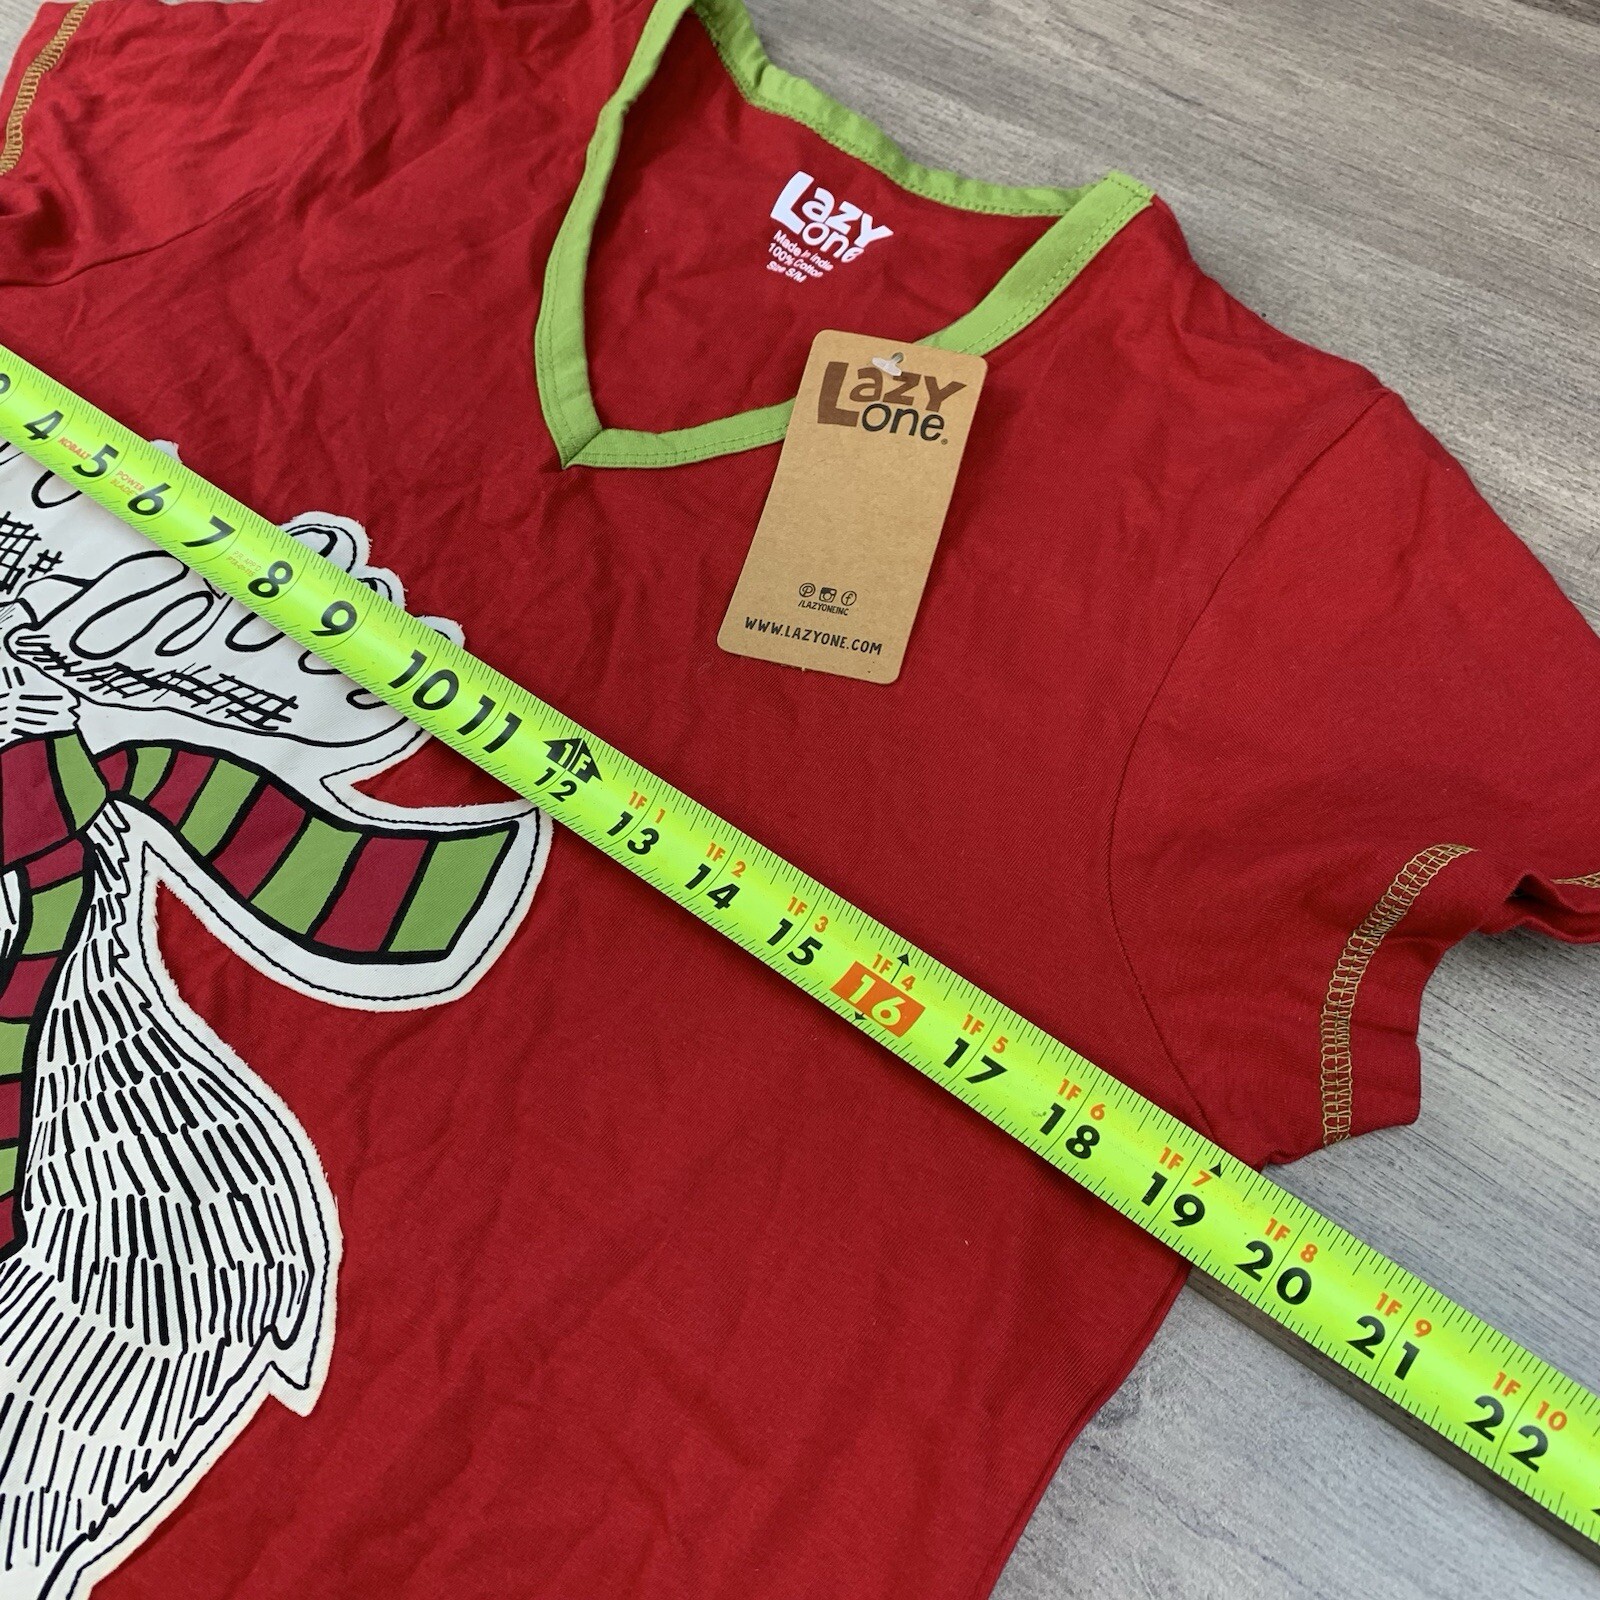 Lazy
one
Made in India
100% Cotton
Size S/M
Lazy
one®
/LAZYONEINC
WWW.LAZYONE.COM
4 5 6 7 8 9 10 11 12 13 14 15 16 17 18 19 20 21 22
KOBALT
POWER
BLADE
1F
1F 1
1F 2
1F 3
1F 4
1F 5
1F 6
1F 7
1F 8
1F 9
1F 10